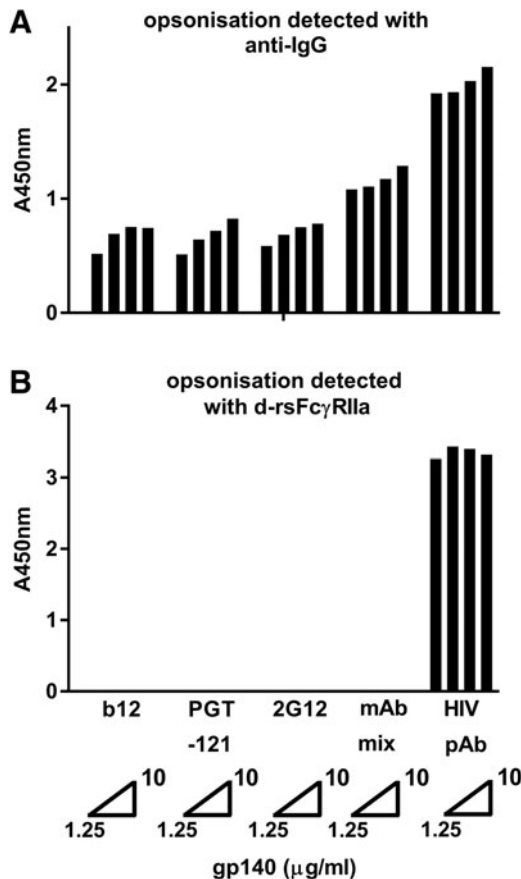 A
opsonisation detected with
anti-IgG
A450nm
2
1
0
B
opsonisation detected
with d-rsFcγRIIa
A450nm
4
3
2
1
0
b12 PGT 2G12 mAb HIV
-121 mix pAb
10 10 10 10 10
1.25 1.25 1.25 1.25 1.25
gp140 (μg/ml)